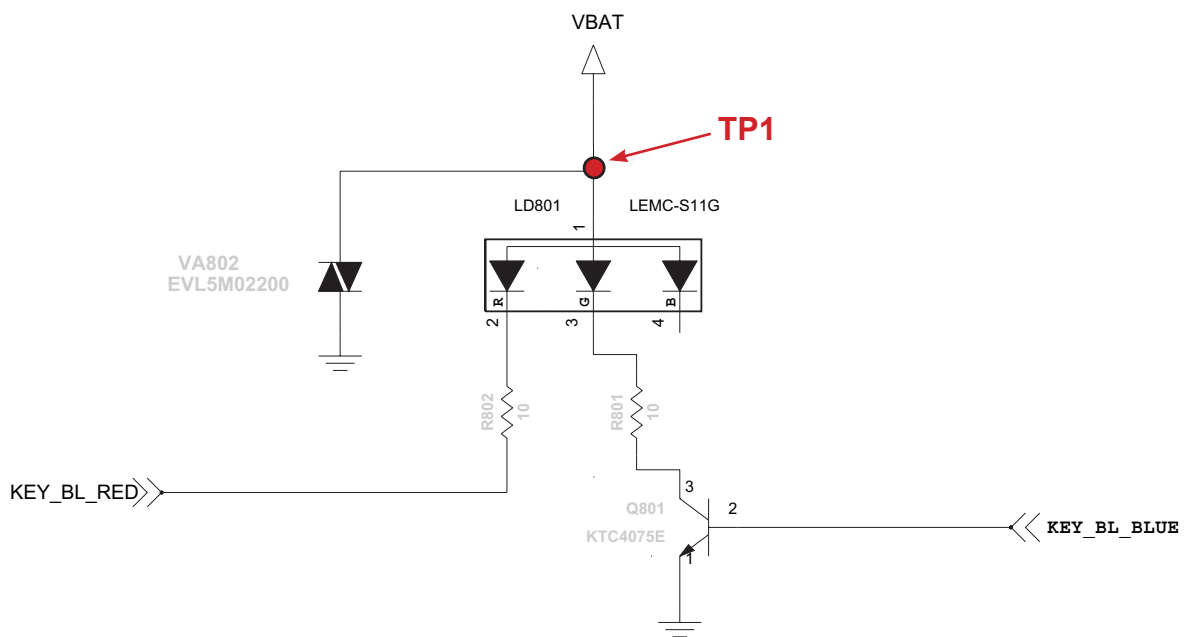 VBAT
TP1
LD801 LEMC-S11G
1
VA802
EVL5M02200
R G B
2 3 4
R802
10
R801
10
KEY_BL_RED
3
Q801
2
KTC4075E
KEY_BL_BLUE
1